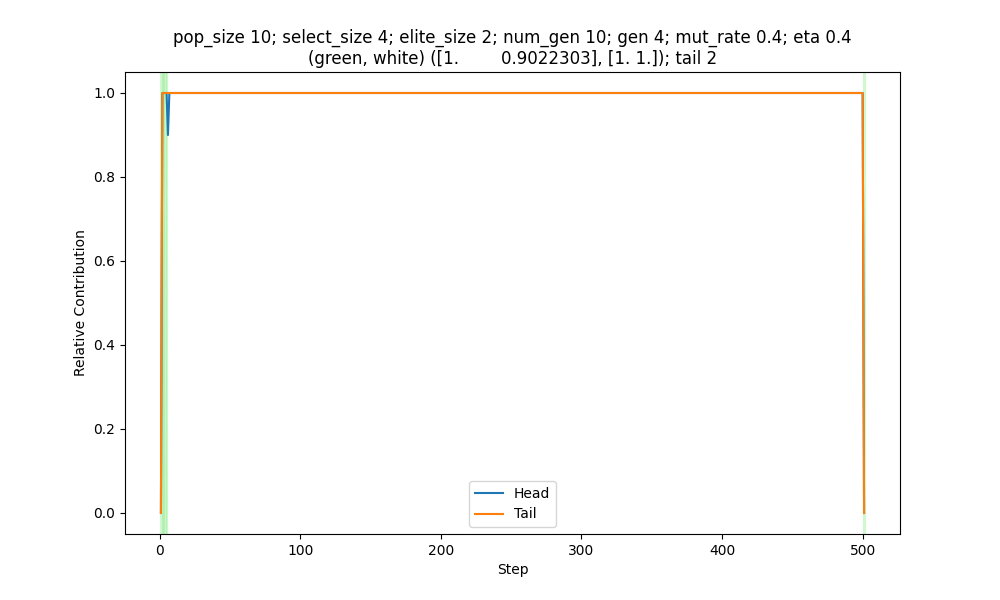 pop_size 10; select_size 4; elite_size 2; num_gen 10; gen 4; mut_rate 0.4; eta 0.4
(green, white) ([1.        0.9022303], [1. 1.]); tail 2
1.0
0.8
0.6
0.4
0.2
0.0
Relative Contribution
Head
Tail
0
100
200
300
400
500
Step